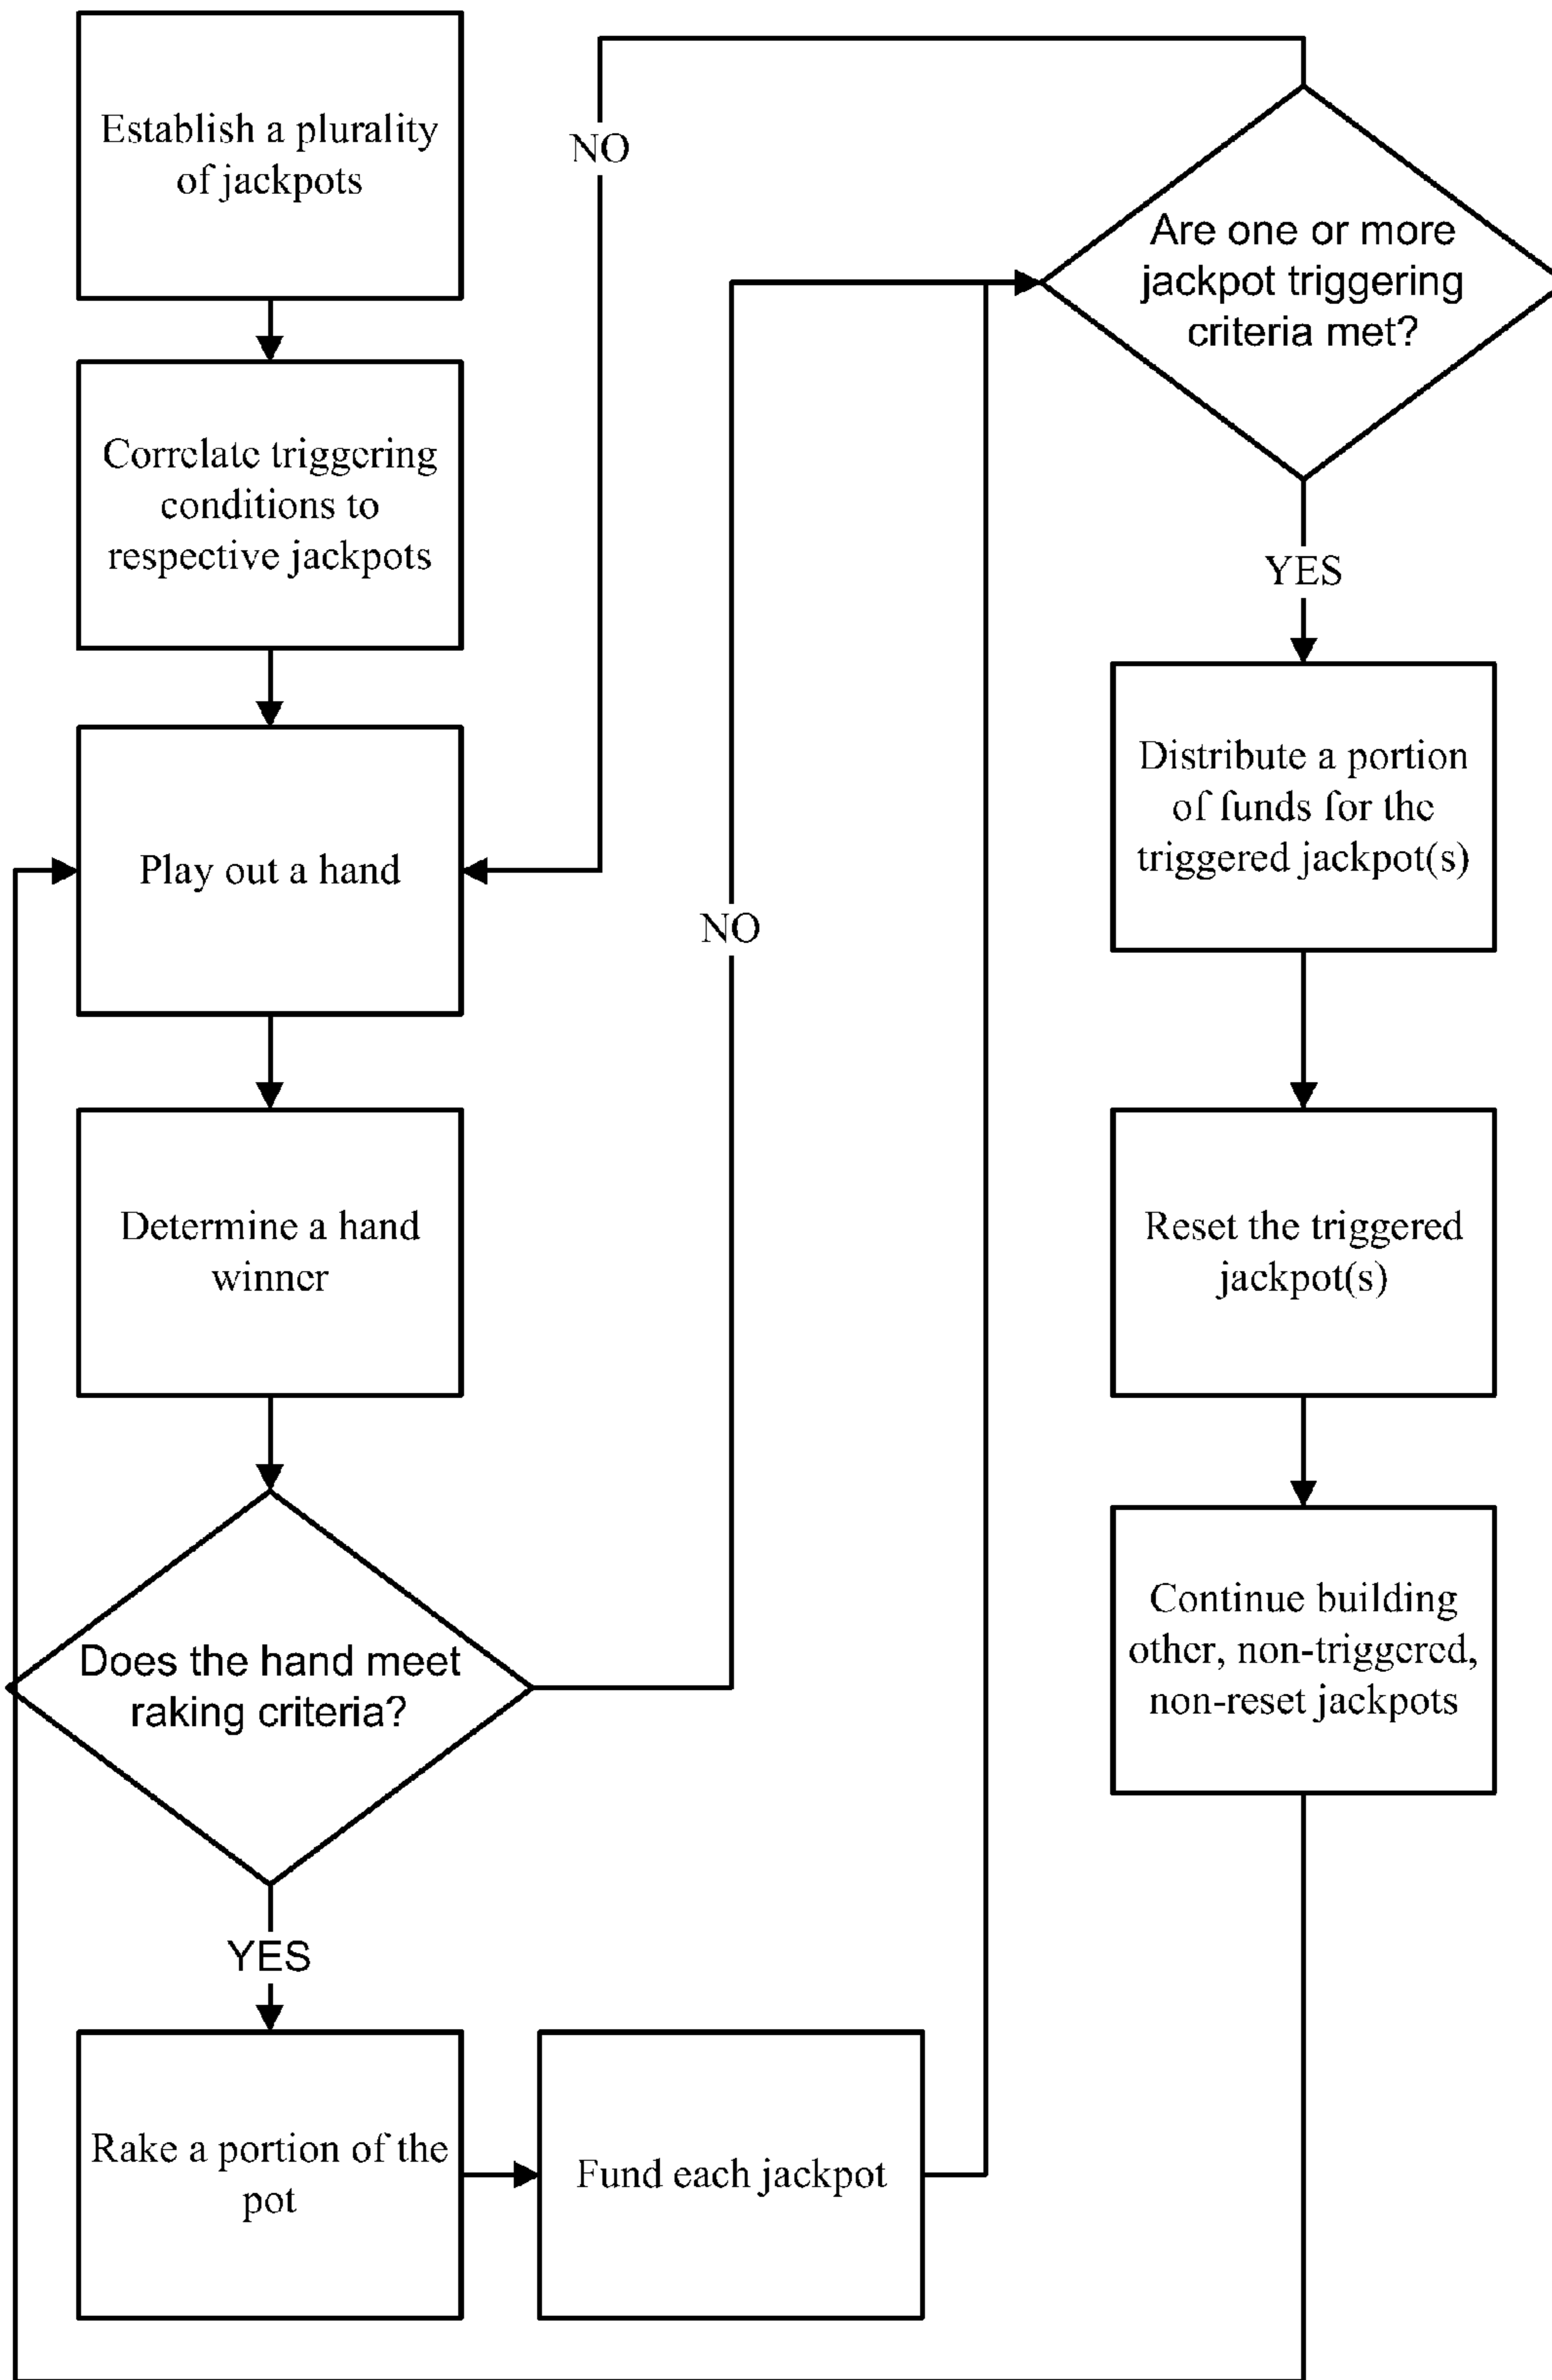 Establish a plurality
of jackpots
Correlate triggering
conditions to
respective jackpots
Play out a hand
Determine a hand
winner
Does the hand meet
raking criteria?
YES
Rake a portion of the
pot
Fund each jackpot
NO
NO
Are one or more
jackpot triggering
criteria met?
YES
Distribute a portion
of funds for the
triggered jackpot(s)
Reset the triggered
jackpot(s)
Continue building
other, non-triggered,
non-reset jackpots